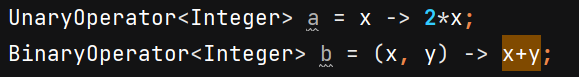 UnaryOperator<Integer> a = x -> 2*x;
BinaryOperator<Integer> b = (x, y) -> x+y;